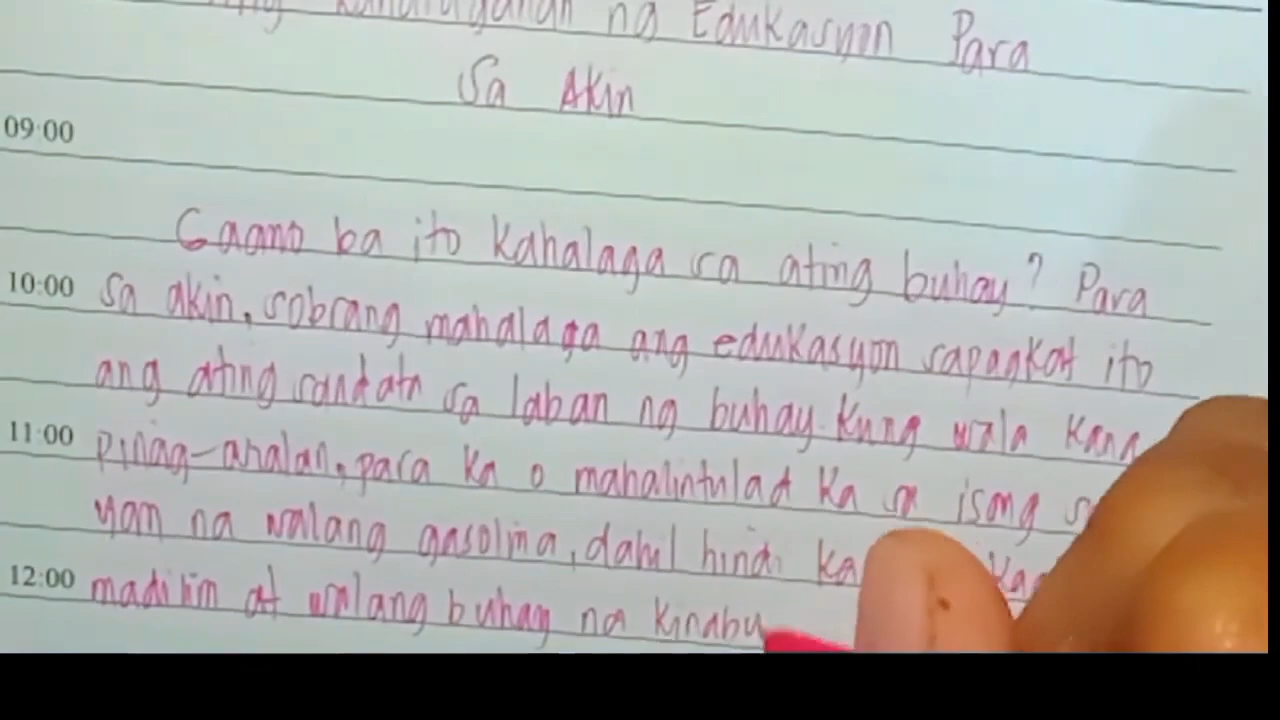 ng Edukasyon Para
Sa Akin
09:00
Gaano ba ito kahalaga sa ating buhay? Para
10:00 sa akin, sobrang mahalaga ang edukasyon sapagkat ito
ang ating sandata sa laban ng buhay. Kung wala kang
11:00 pinag-aralan, para ka o mahalintulad ka sa isang
yan na walang gasolina, dahil hindi ka
12:00 madilim at walang buhay na kinabu